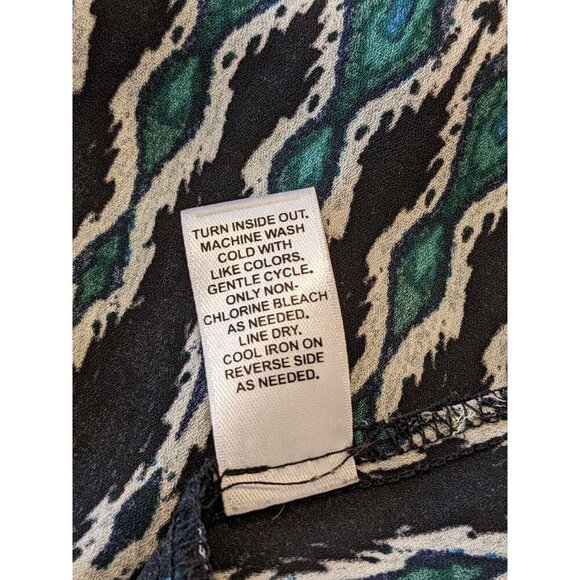 TURN INSIDE OUT.
MACHINE WASH
COLD WITH
LIKE COLORS.
GENTLE CYCLE.
ONLY NON-
CHLORINE BLEACH
AS NEEDED.
LINE DRY.
COOL IRON ON
REVERSE SIDE
AS NEEDED.